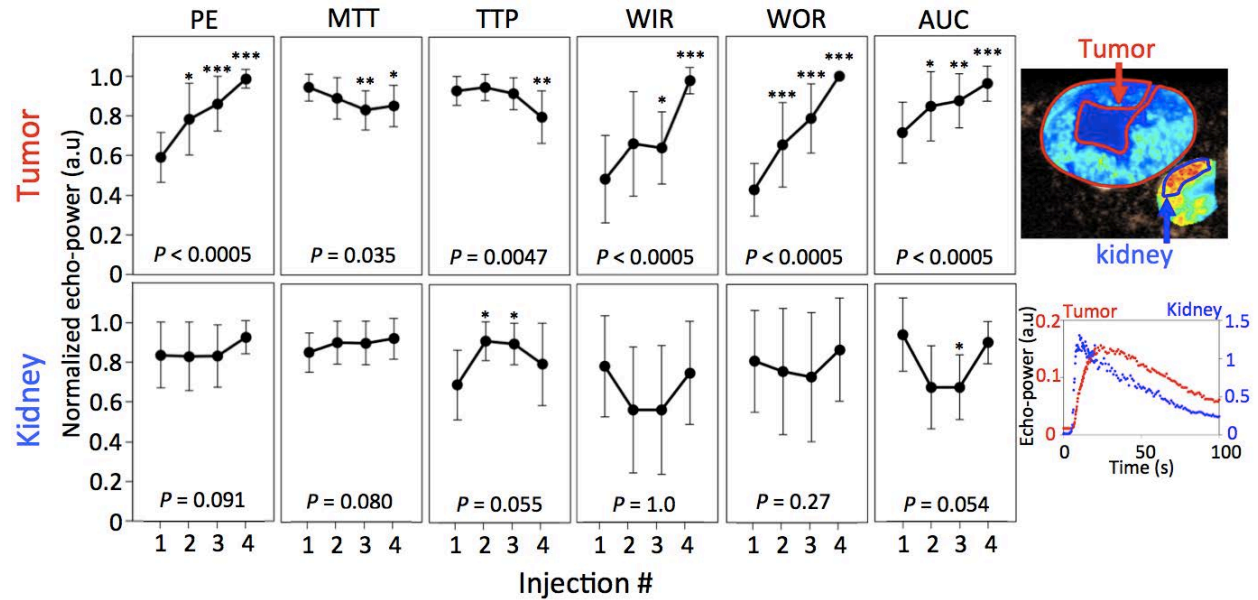 PE MTT TTP WIR WOR AUC
Tumor
Normalized echo-power (a.u)
1.0
0.8
0.6
0.4
0.2
0
* *** ***
P < 0.0005
** *
P = 0.035
**
P = 0.0047
* ***
P < 0.0005
*** *** ***
P < 0.0005
* ** ***
P < 0.0005
Tumor
kidney
Kidney
1.0
0.8
0.6
0.4
0.2
0
P = 0.091
P = 0.080
* *
P = 0.055
P = 1.0
P = 0.27
*
P = 0.054
1 2 3 4 1 2 3 4 1 2 3 4 1 2 3 4 1 2 3 4 1 2 3 4
Injection #
Tumor Kidney
Echo-power (a.u)
0.2
0.1
0
1.5
1
0.5
0
0 50 100
Time (s)